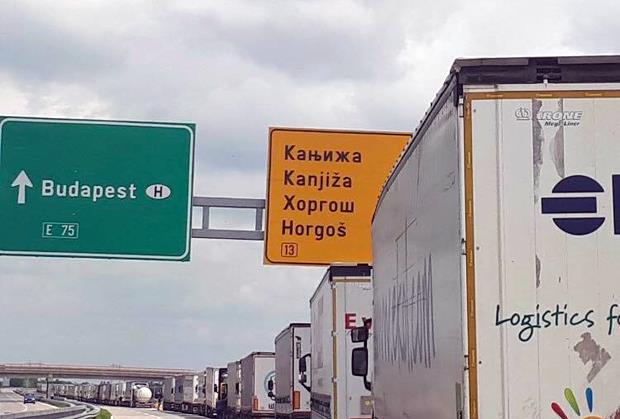 Budapest H
E 75
Кањижа
Kanjiža
Хоргош
Horgoš
13
KRONE
Mega Liner
Logistics